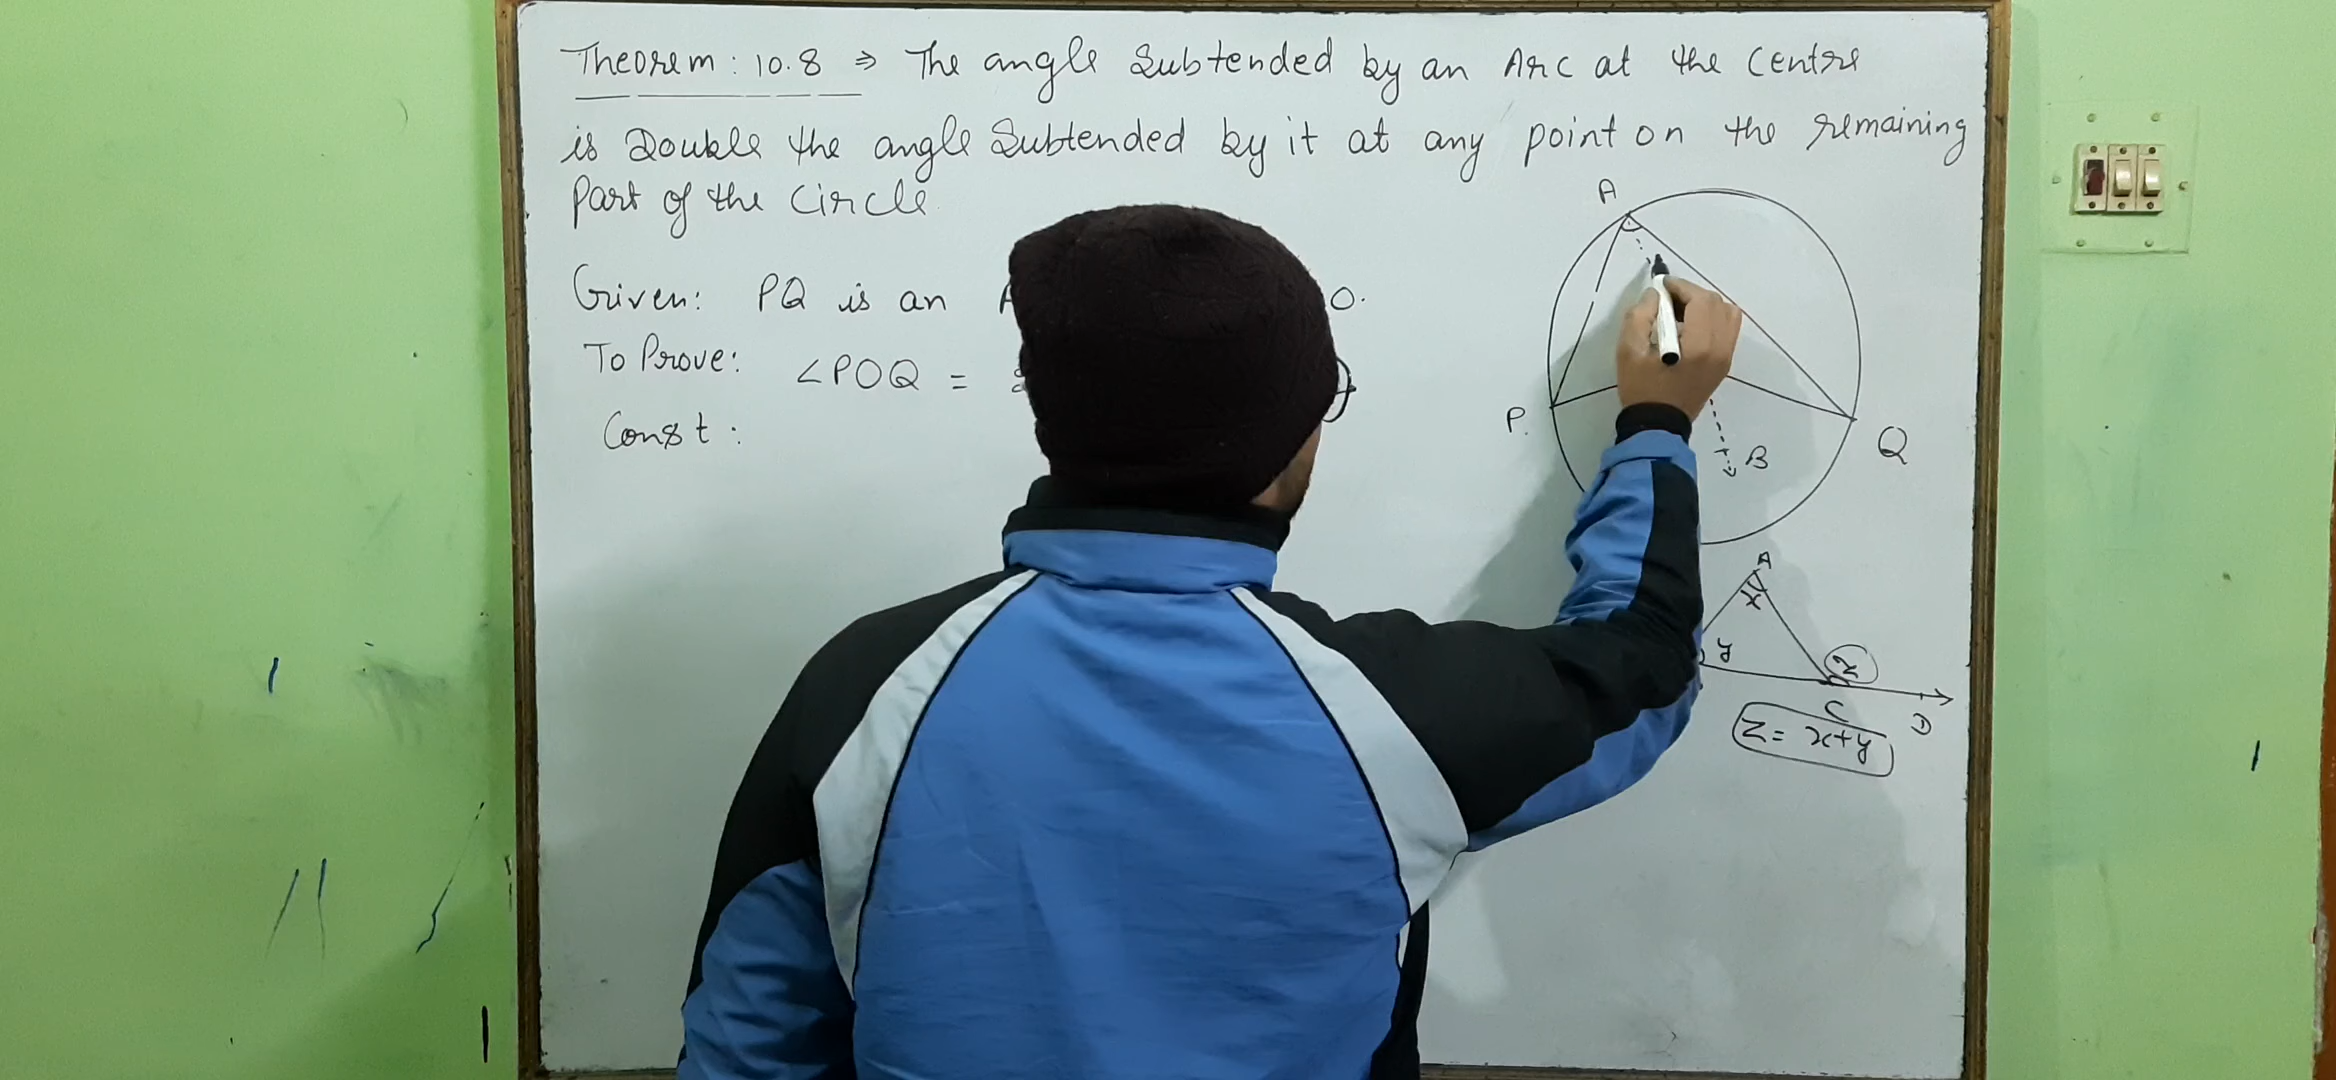 Theorem: 10.8 ⇒ The angle Subtended by an Arc at the Centre
is Double the angle Subtended by it at any point on the remaining
Part of the Circle
A
Given: PQ is an O.
To Prove: ∠POQ =
P. Q
Const:
B
A
x
y
C
D
Z = x+y